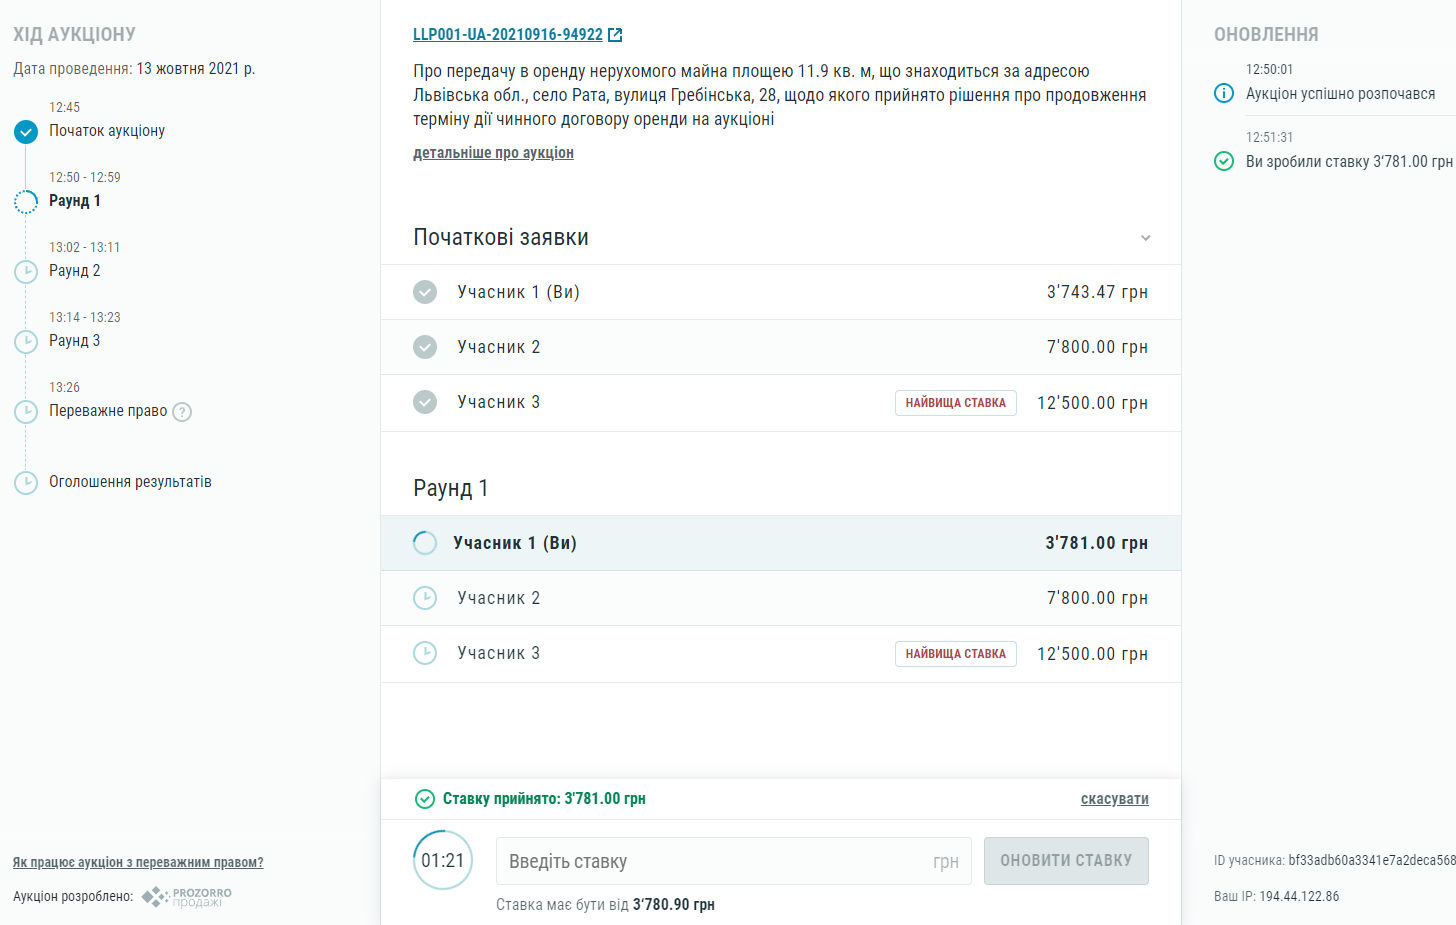 ХІД АУКЦІОНУ
Дата проведення: 13 жовтня 2021 р.
12:45
Початок аукціону
12:50 - 12:59
Раунд 1
13:02 - 13:11
Раунд 2
13:14 - 13:23
Раунд 3
13:26
Переважне право ?
Оголошення результатів
Як працює аукціон з переважним правом?
Аукціон розроблено: PROZORRO
продажі
LLP001-UA-20210916-94922
Про передачу в оренду нерухомого майна площею 11.9 кв. м, що знаходиться за адресою
Львівська обл., село Рата, вулиця Гребінська, 28, щодо якого прийнято рішення про продовження
терміну дії чинного договору оренди на аукціоні
детальніше про аукціон
Початкові заявки
Учасник 1 (Ви) 3'743.47 грн
Учасник 2 7'800.00 грн
Учасник 3 НАЙВИЩА СТАВКА 12'500.00 грн
Раунд 1
Учасник 1 (Ви) 3'781.00 грн
Учасник 2 7'800.00 грн
Учасник 3 НАЙВИЩА СТАВКА 12'500.00 грн
Ставку прийнято: 3'781.00 грн скасувати
01:21 Введіть ставку грн ОНОВИТИ СТАВКУ
Ставка має бути від 3'780.90 грн
ОНОВЛЕННЯ
12:50:01
Аукціон успішно розпочався
12:51:31
Ви зробили ставку 3'781.00 грн
ID учасника: bf33adb60a3341e7a2deca568
Ваш IP: 194.44.122.86